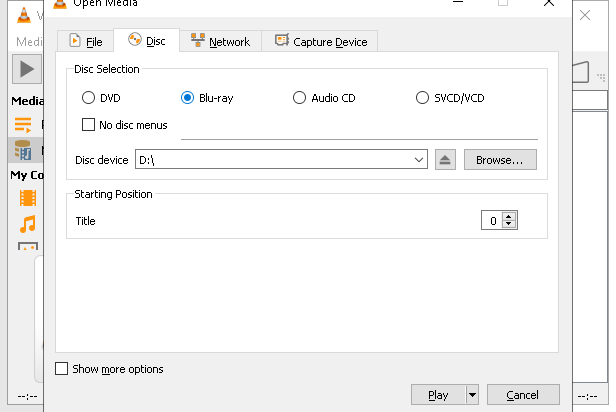 Open Media
File
Disc
Network
Capture Device
Disc Selection
DVD
Blu-ray
Audio CD
SVCD/VCD
No disc menus
Disc device
D:\
Browse...
Starting Position
Title
0
Show more options
Play
Cancel
Medi
Media
My Co
--:--
--:--